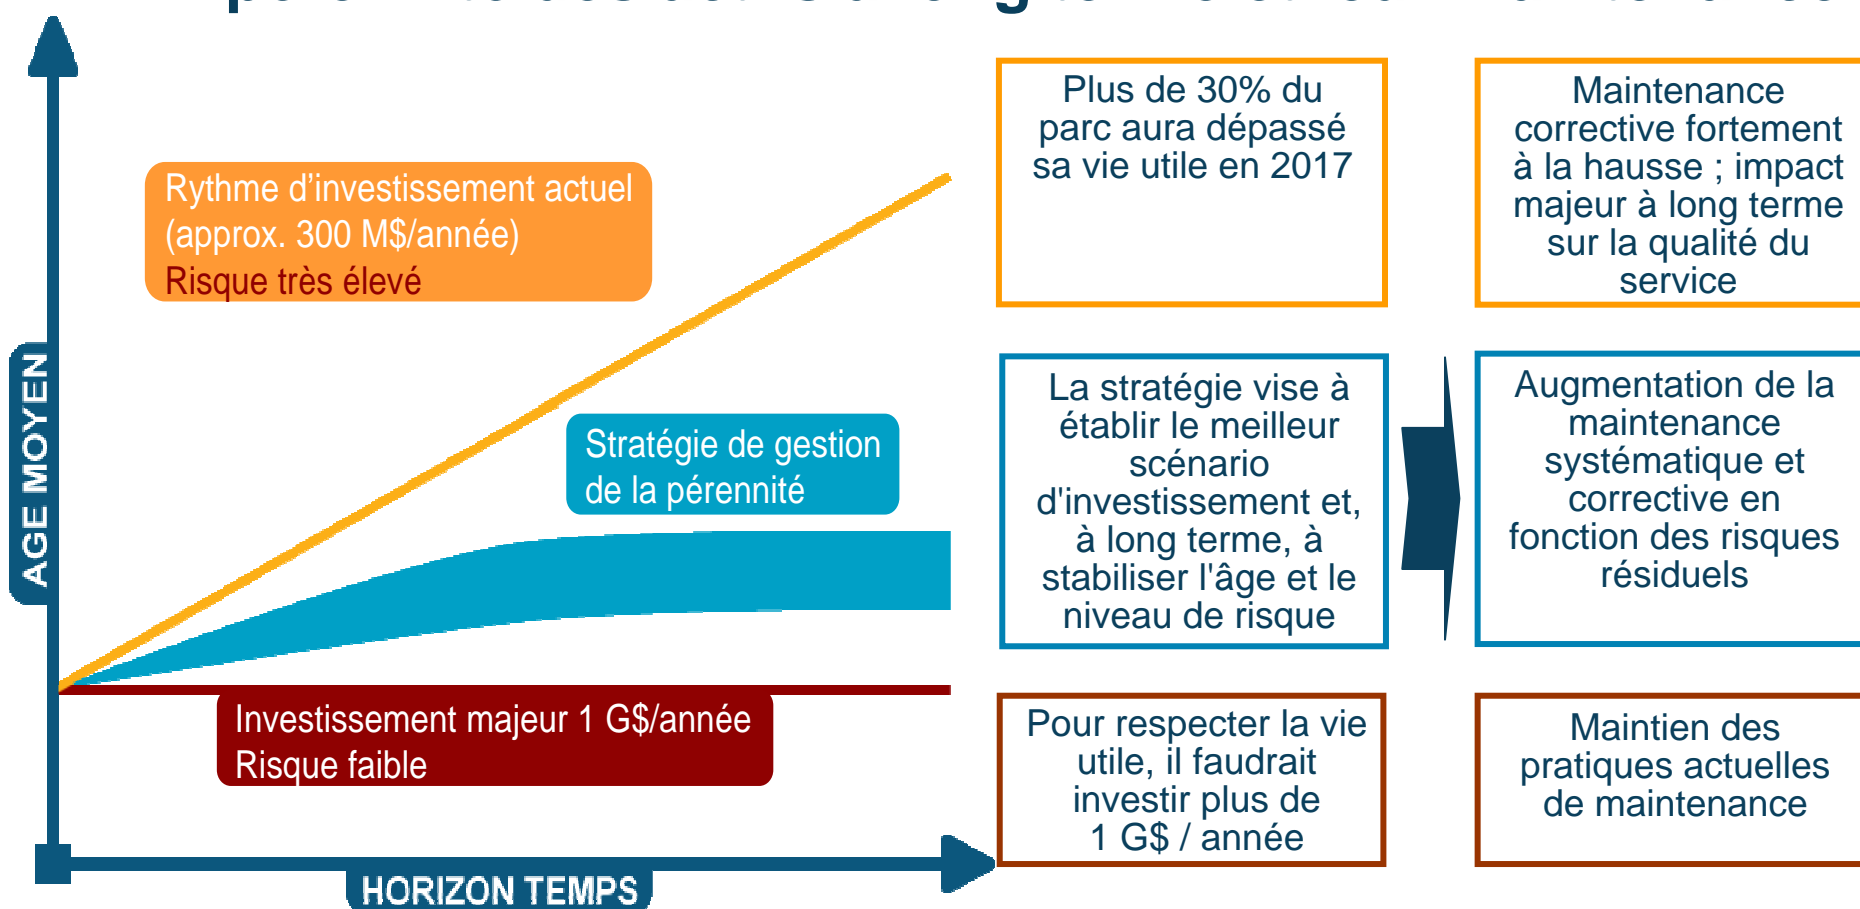 Rythme d'investissement actuel
(approx. 300 M$/année)
Risque très élevé
Stratégie de gestion
de la pérennité
Investissement majeur 1 G$/année
Risque faible
AGE MOYEN
HORIZON TEMPS
Plus de 30% du
parc aura dépassé
sa vie utile en 2017
Maintenance
corrective fortement
à la hausse ; impact
majeur à long terme
sur la qualité du
service
La stratégie vise à
établir le meilleur
scénario
d'investissement et,
à long terme, à
stabiliser l'âge et le
niveau de risque
Augmentation de la
maintenance
systématique et
corrective en
fonction des risques
résiduels
Pour respecter la vie
utile, il faudrait
investir plus de
1 G$ / année
Maintien des
pratiques actuelles
de maintenance